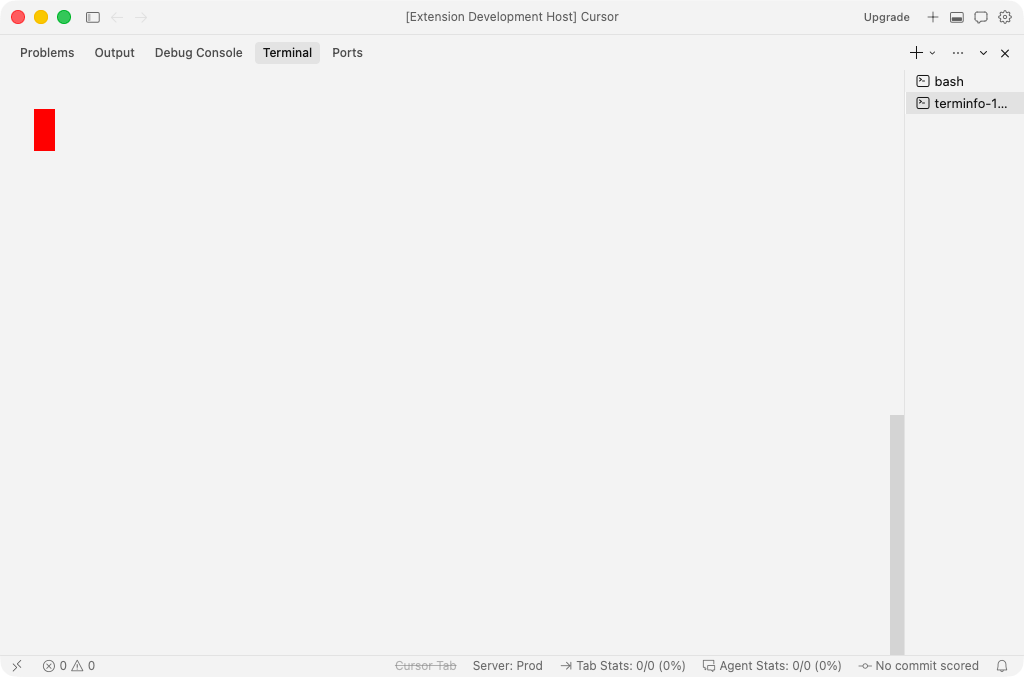 [Extension Development Host] Cursor
Upgrade
Problems Output Debug Console Terminal Ports
bash
terminfo-1...
0 0 Cursor Tab Server: Prod Tab Stats: 0/0 (0%) Agent Stats: 0/0 (0%) No commit scored